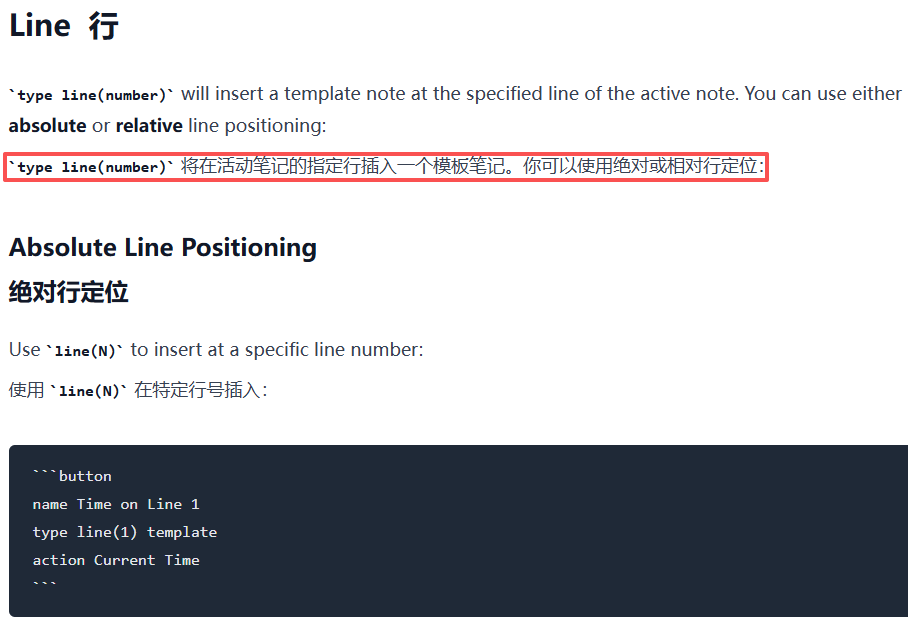 Line 行
`type line(number)` will insert a template note at the specified line of the active note. You can use either
absolute or relative line positioning:
`type line(number)` 将在活动笔记的指定行插入一个模板笔记。你可以使用绝对或相对行定位:
Absolute Line Positioning
绝对行定位
Use `line(N)` to insert at a specific line number:
使用 `line(N)` 在特定行号插入：
```button
name Time on Line 1
type line(1) template
action Current Time
```